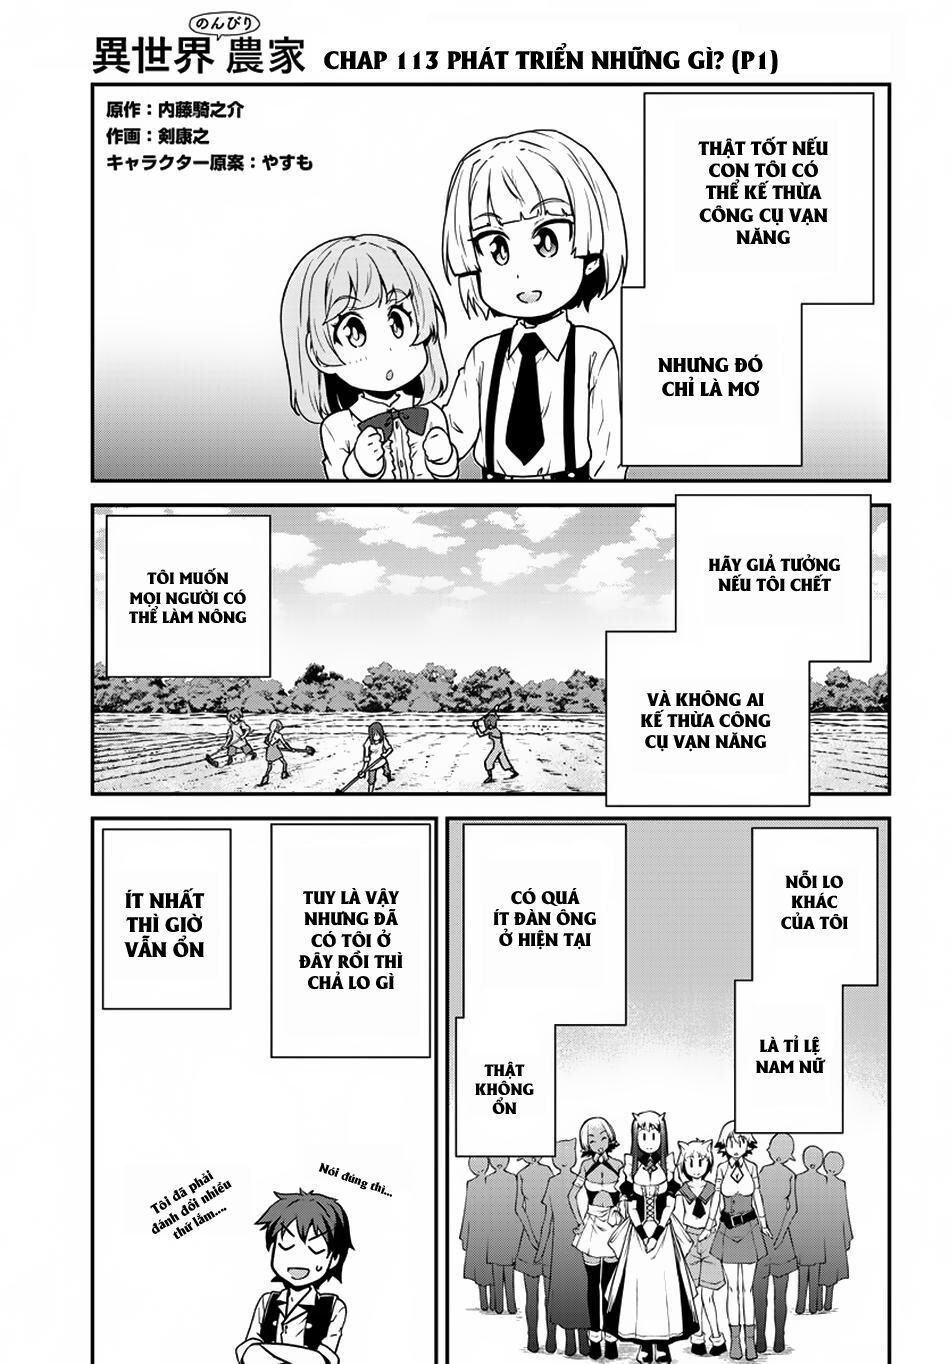 のんびり
異世界 農家 CHAP 113 PHÁT TRIỂN NHỮNG GÌ? (P1)
原作：内藤騎之介
作画：剣康之
キャラクター原案：やすも
THẬT TỐT NẾU
CON TÔI CÓ
THỂ KẾ THỪA
CÔNG CỤ VẠN
NĂNG
NHƯNG ĐÓ
CHỈ LÀ MƠ
HÃY GIẢ TƯỞNG
NẾU TÔI CHẾT
VÀ KHÔNG AI
KẾ THỪA CÔNG
CỤ VẠN NĂNG
TÔI MUỐN
MỌI NGƯỜI CÓ
THỂ LÀM NÔNG
NỖI LO
KHÁC
CỦA TÔI
LÀ TỈ LỆ
NAM NỮ
CÓ QUÁ
ÍT ĐÀN ÔNG
Ở HIỆN TẠI
THẬT
KHÔNG
ỔN
TUY LÀ VẬY
NHƯNG ĐÃ
CÓ TÔI Ở
ĐÂY RỒI THÌ
CHẢ LO GÌ
ÍT NHẤT
THÌ GIỜ
VẪN ỔN
Nói đúng thì...
Tôi đã phải
đánh đổi nhiều
thứ lắm....